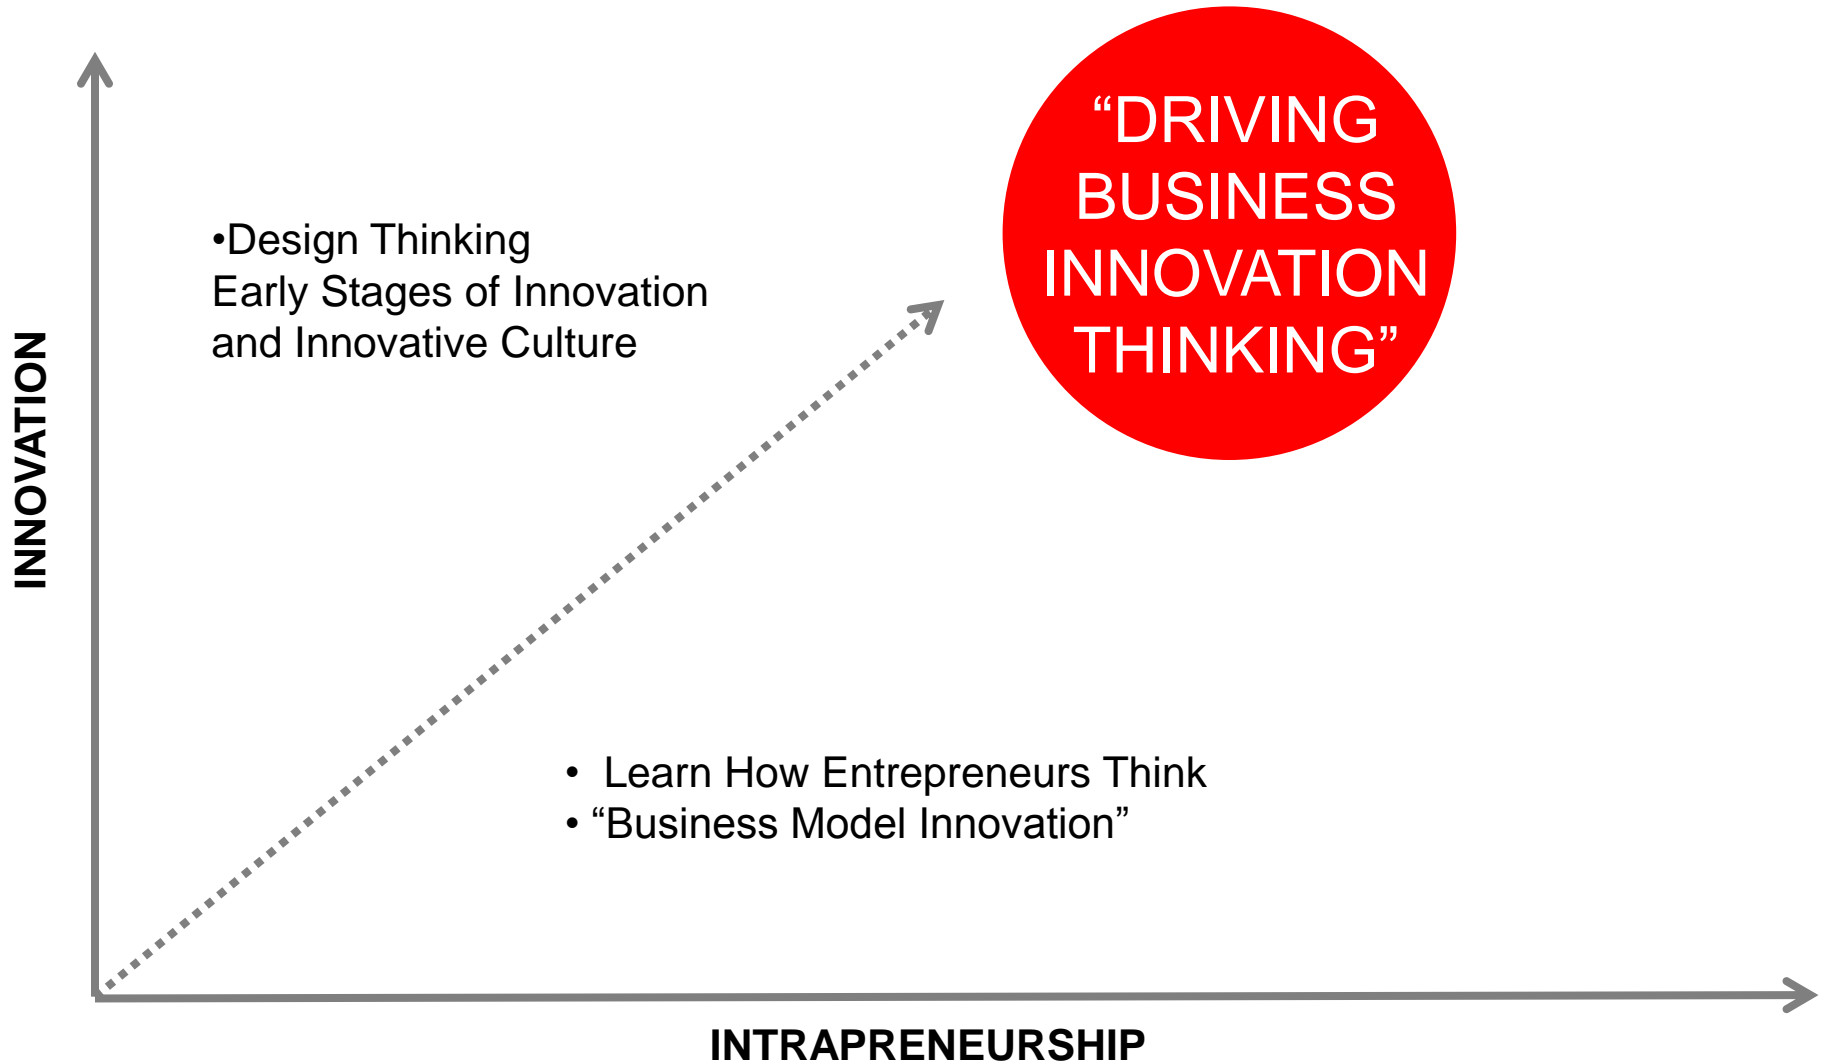 “DRIVING
BUSINESS
INNOVATION
THINKING”
•Design Thinking
Early Stages of Innovation
and Innovative Culture
INNOVATION
• Learn How Entrepreneurs Think
• “Business Model Innovation”
INTRAPRENEURSHIP